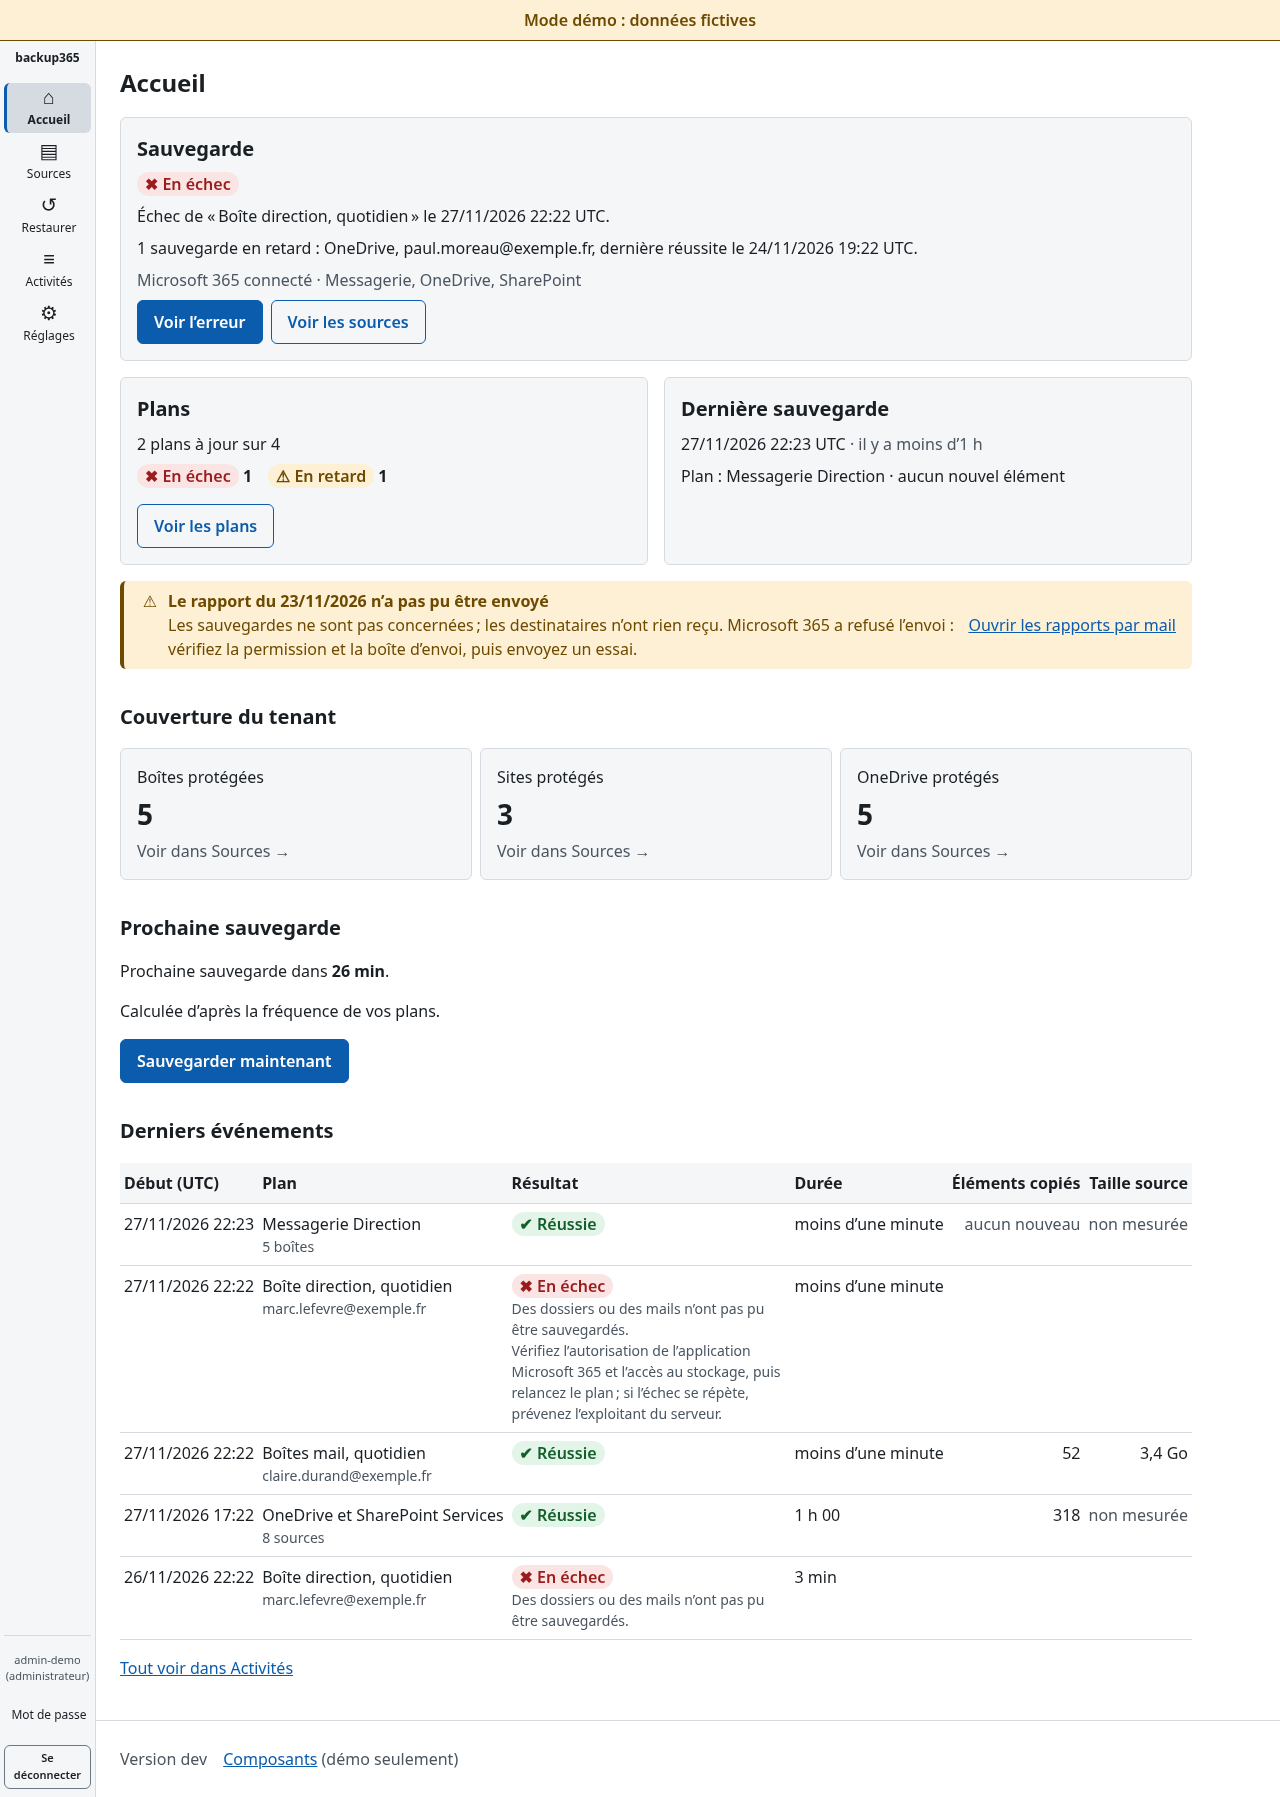 Mode démo : données fictives
backup365
Accueil
Sources
Restaurer
Activités
Réglages
Accueil
Sauvegarde
✖ En échec
Échec de « Boîte direction, quotidien » le 27/11/2026 22:22 UTC.
1 sauvegarde en retard : OneDrive, paul.moreau@exemple.fr, dernière réussite le 24/11/2026 19:22 UTC.
Microsoft 365 connecté · Messagerie, OneDrive, SharePoint
Voir l’erreur Voir les sources
Plans
2 plans à jour sur 4
✖ En échec 1 ⚠ En retard 1
Voir les plans
Dernière sauvegarde
27/11/2026 22:23 UTC · il y a moins d’1 h
Plan : Messagerie Direction · aucun nouvel élément
⚠ Le rapport du 23/11/2026 n’a pas pu être envoyé
Les sauvegardes ne sont pas concernées ; les destinataires n’ont rien reçu. Microsoft 365 a refusé l’envoi :
vérifiez la permission et la boîte d’envoi, puis envoyez un essai.
Ouvrir les rapports par mail
Couverture du tenant
Boîtes protégées
5
Voir dans Sources →
Sites protégés
3
Voir dans Sources →
OneDrive protégés
5
Voir dans Sources →
Prochaine sauvegarde
Prochaine sauvegarde dans 26 min.
Calculée d’après la fréquence de vos plans.
Sauvegarder maintenant
Derniers événements
Début (UTC) Plan Résultat Durée Éléments copiés Taille source
27/11/2026 22:23 Messagerie Direction ✔ Réussie moins d’une minute aucun nouveau non mesurée
5 boîtes
27/11/2026 22:22 Boîte direction, quotidien ✖ En échec moins d’une minute
marc.lefevre@exemple.fr Des dossiers ou des mails n’ont pas pu
être sauvegardés.
Vérifiez l’autorisation de l’application
Microsoft 365 et l’accès au stockage, puis
relancez le plan ; si l’échec se répète,
prévenez l’exploitant du serveur.
27/11/2026 22:22 Boîtes mail, quotidien ✔ Réussie moins d’une minute 52 3,4 Go
claire.durand@exemple.fr
27/11/2026 17:22 OneDrive et SharePoint Services ✔ Réussie 1 h 00 318 non mesurée
8 sources
26/11/2026 22:22 Boîte direction, quotidien ✖ En échec 3 min
marc.lefevre@exemple.fr Des dossiers ou des mails n’ont pas pu
être sauvegardés.
Tout voir dans Activités
admin-demo
(administrateur)
Mot de passe
Se
déconnecter
Version dev Composants (démo seulement)